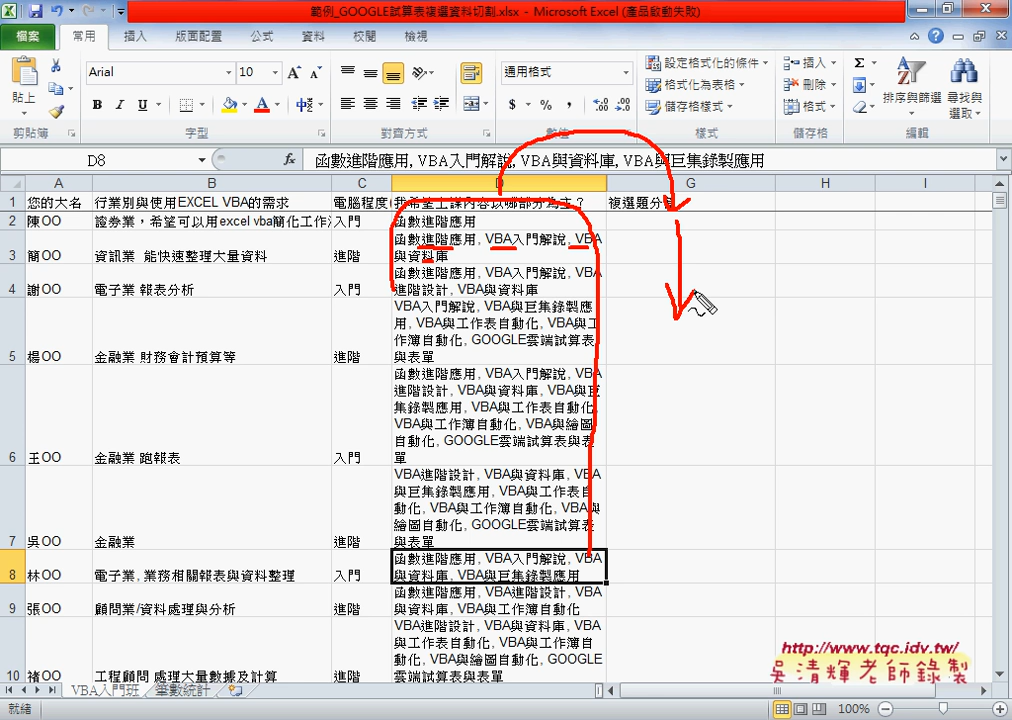 範例_GOOGLE試算表複選資料切割.xlsx - Microsoft Excel (產品啟動失敗)
檔案 常用 插入 版面配置 公式 資料 校閱 檢視
貼上 Arial 10 通用格式 設定格式化的條件 插入
格式化為表格 刪除 排序與篩選 尋找與選取
B I U 中 $ % , 儲存格樣式 格式
剪貼簿 字型 對齊方式 數值 樣式 儲存格 編輯
D8 fx 函數進階應用, VBA入門解說, VBA與資料庫, VBA與巨集錄製應用
A B C D G H I
1 您的大名 行業別與使用EXCEL VBA的需求 電腦程度 我希望上課內容以哪部分為主? 複選題分
2 陳OO 證券業，希望可以用excel vba簡化工作 入門 函數進階應用
3 簡OO 資訊業 能快速整理大量資料 進階 函數進階應用, VBA入門解說, VBA
與資料庫
4 謝OO 電子業 報表分析 入門 函數進階應用, VBA入門解說, VBA
進階設計, VBA與資料庫
5 楊OO 金融業 財務會計預算等 進階 VBA入門解說, VBA與巨集錄製應
用, VBA與工作表自動化, VBA與工
作簿自動化, GOOGLE雲端試算表
與表單
6 王OO 金融業 跑報表 入門 函數進階應用, VBA入門解說, VBA
進階設計, VBA與資料庫, VBA與巨
集錄製應用, VBA與工作表自動化,
VBA與工作簿自動化, VBA與繪圖
自動化, GOOGLE雲端試算表與表
單
7 吳OO 金融業 進階 VBA進階設計, VBA與資料庫, VBA
與巨集錄製應用, VBA與工作表自
動化, VBA與工作簿自動化, VBA與
繪圖自動化, GOOGLE雲端試算表
與表單
8 林OO 電子業, 業務相關報表與資料整理 入門 函數進階應用, VBA入門解說, VBA
與資料庫, VBA與巨集錄製應用
9 張OO 顧問業/資料處理與分析 進階 函數進階應用, VBA進階設計, VBA
與資料庫, VBA與工作簿自動化
10 褚OO 工程顧問 處理大量數據及計算 進階 VBA進階設計, VBA與資料庫, VBA
與工作表自動化, VBA與工作簿自
動化, VBA與繪圖自動化, GOOGLE
雲端試算表與表單
http://www.tqc.idv.tw/
吳清輝老師錄製
VBA入門班 筆數統計
就緒 100%